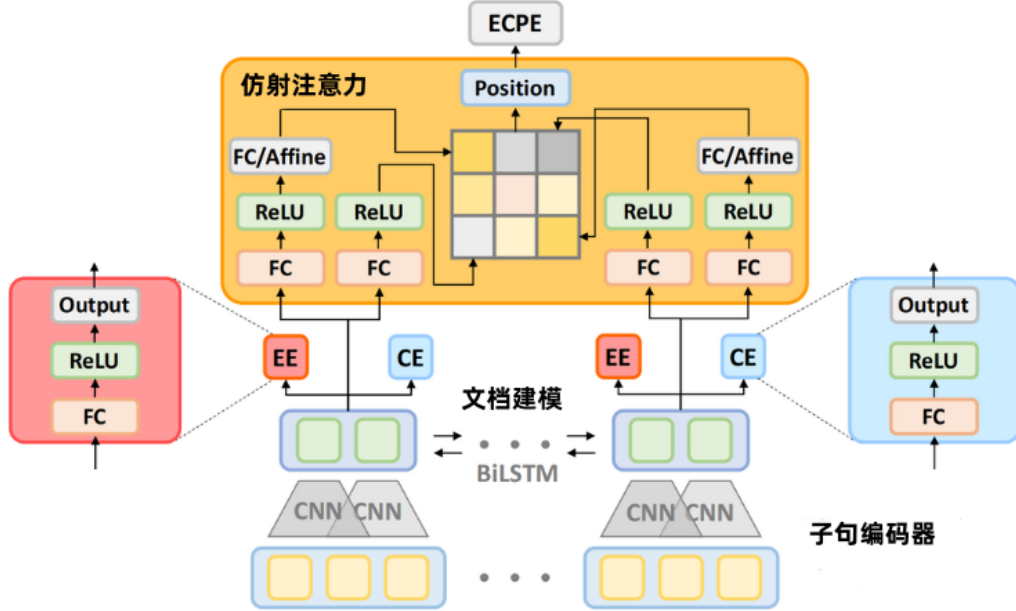 ECPE
仿射注意力
Position
FC/Affine
FC/Affine
ReLU
ReLU
ReLU
ReLU
FC
FC
FC
FC
Output
ReLU
FC
EE
CE
EE
CE
Output
ReLU
FC
文档建模
BiLSTM
CNN
CNN
CNN
CNN
子句编码器